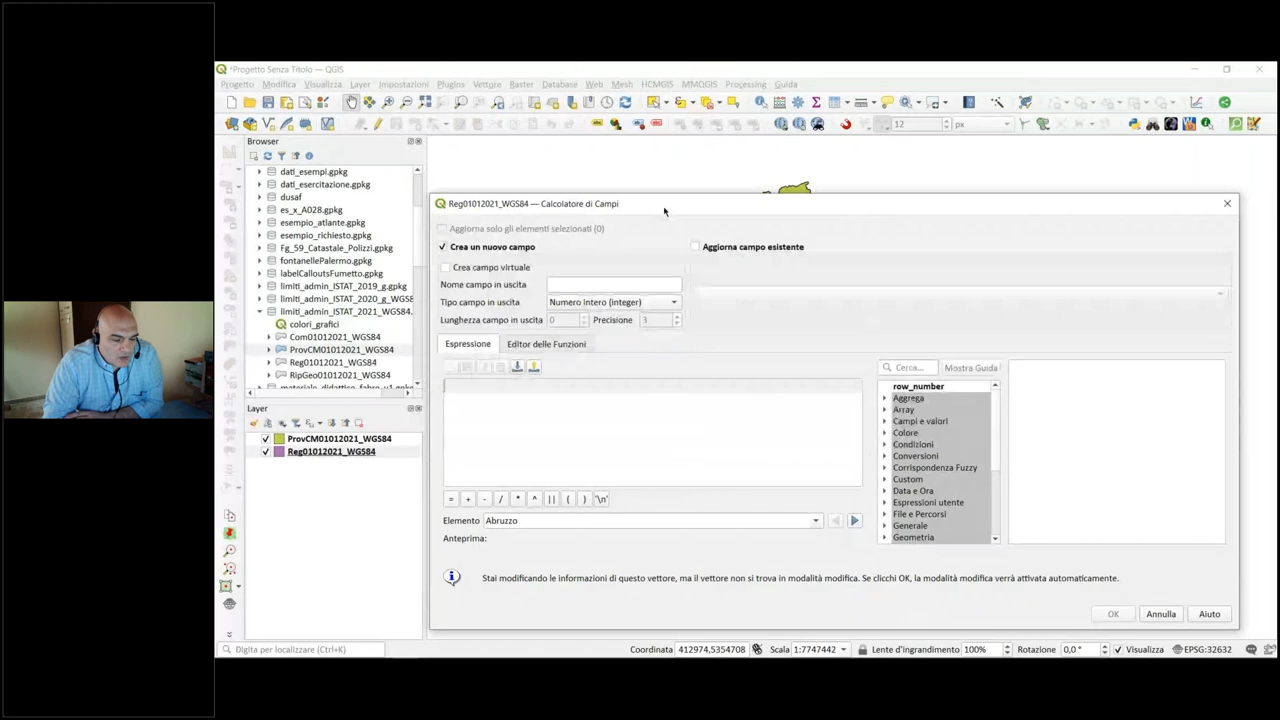 *Progetto Senza Titolo — QGIS
Progetto Modifica Visualizza Layer Impostazioni Plugins Vettore Raster Database Web Mesh HCMGIS MMQGIS Processing Guida
12 px
Browser
dati_esempi.gpkg
dati_esercitazione.gpkg
dusaf
es_x_A028.gpkg
esempio_atlante.gpkg
esempio_richiesto.gpkg
Fg_59_Catastale_Polizzi.gpkg
fontanellePalermo.gpkg
labelCalloutsFumetto.gpkg
limiti_admin_ISTAT_2019_g.gpkg
limiti_admin_ISTAT_2020_g_WGS8
limiti_admin_ISTAT_2021_WGS84.
colori_grafici
Com01012021_WGS84
ProvCM01012021_WGS84
Reg01012021_WGS84
RipGeo01012021_WGS84
Layer
ProvCM01012021_WGS84
Reg01012021_WGS84
Reg01012021_WGS84 — Calcolatore di Campi
Aggiorna solo gli elementi selezionati (0)
Crea un nuovo campo
Aggiorna campo esistente
Crea campo virtuale
Nome campo in uscita
Tipo campo in uscita Numero intero (integer)
Lunghezza campo in uscita 0 Precisione 3
Espressione Editor delle Funzioni
Cerca... Mostra Guida
row_number
Aggrega
Array
Campi e valori
Colore
Condizioni
Conversioni
Corrispondenza Fuzzy
Custom
Data e Ora
Espressioni utente
File e Percorsi
Generale
Geometria
= + - / * ^ || ( ) '\n'
Elemento Abruzzo
Anteprima:
Stai modificando le informazioni di questo vettore, ma il vettore non si trova in modalità modifica. Se clicchi OK, la modalità modifica verrà attivata automaticamente.
OK Annulla Aiuto
Digita per localizzare (Ctrl+K) Coordinata 412974,5354708 Scala 1:7747442 Lente d'ingrandimento 100% Rotazione 0,0 ° Visualizza EPSG:32632